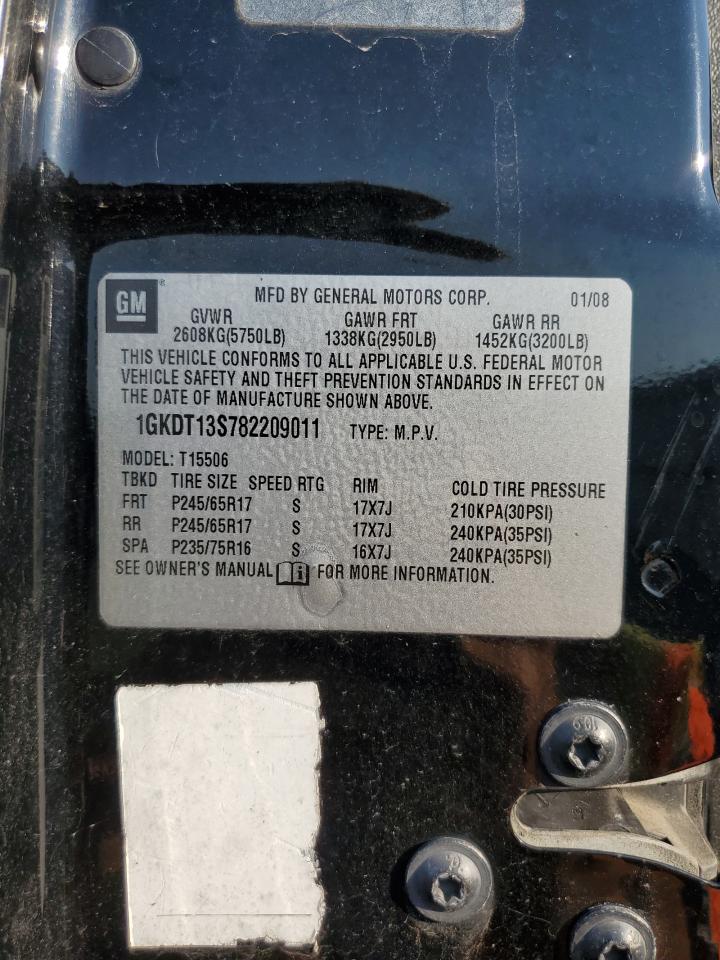 GM ® MFD BY GENERAL MOTORS CORP. 01/08
GVWR GAWR FRT GAWR RR
2608KG(5750LB) 1338KG(2950LB) 1452KG(3200LB)
THIS VEHICLE CONFORMS TO ALL APPLICABLE U.S. FEDERAL MOTOR
VEHICLE SAFETY AND THEFT PREVENTION STANDARDS IN EFFECT ON
THE DATE OF MANUFACTURE SHOWN ABOVE.
1GKDT13S782209011 TYPE: M.P.V.
MODEL: T15506
TBKD TIRE SIZE SPEED RTG RIM COLD TIRE PRESSURE
FRT P245/65R17 S 17X7J 210KPA(30PSI)
RR P245/65R17 S 17X7J 240KPA(35PSI)
SPA P235/75R16 S 16X7J 240KPA(35PSI)
SEE OWNER'S MANUAL i FOR MORE INFORMATION.